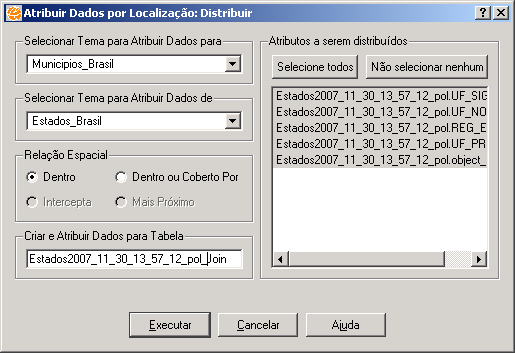 Atribuir Dados por Localização: Distribuir
Selecionar Tema para Atribuir Dados para
Municipios_Brasil
Selecionar Tema para Atribuir Dados de
Estados_Brasil
Relação Espacial
Dentro
Dentro ou Coberto Por
Intercepta
Mais Próximo
Criar e Atribuir Dados para Tabela
Estados2007_11_30_13_57_12_pol_Join
Atributos a serem distribuídos
Selecione todos
Não selecionar nenhum
Estados2007_11_30_13_57_12_pol.UF_SIG
Estados2007_11_30_13_57_12_pol.UF_NO
Estados2007_11_30_13_57_12_pol.REG_E
Estados2007_11_30_13_57_12_pol.UF_PR
Estados2007_11_30_13_57_12_pol.object_
Executar
Cancelar
Ajuda